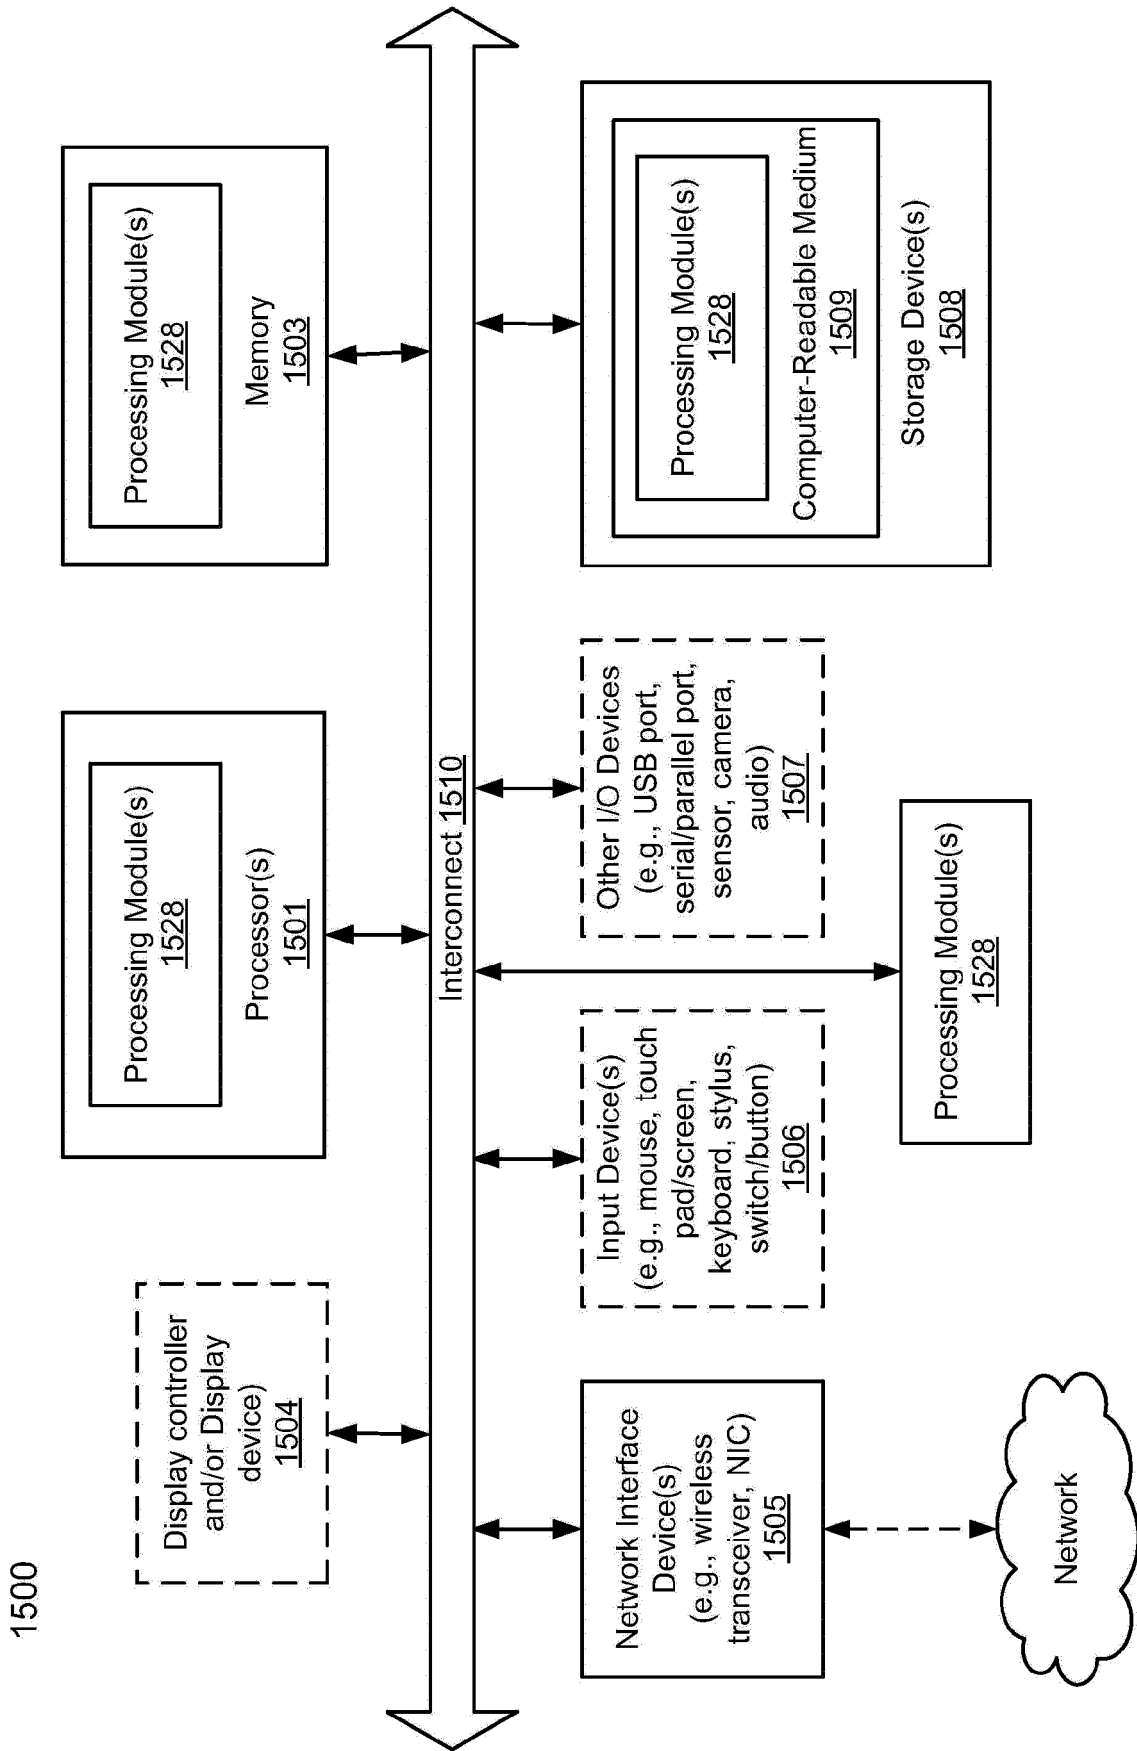 1500
Display controller
and/or Display
device)
1504
Processing Module(s)
1528
Processor(s)
1501
Processing Module(s)
1528
Memory
1503
Interconnect 1510
Network Interface
Device(s)
(e.g., wireless
transceiver, NIC)
1505
Input Device(s)
(e.g., mouse, touch
pad/screen,
keyboard, stylus,
switch/button)
1506
Other I/O Devices
(e.g., USB port,
serial/parallel port,
sensor, camera,
audio)
1507
Processing Module(s)
1528
Computer-Readable Medium
1509
Storage Device(s)
1508
Network
Processing Module(s)
1528